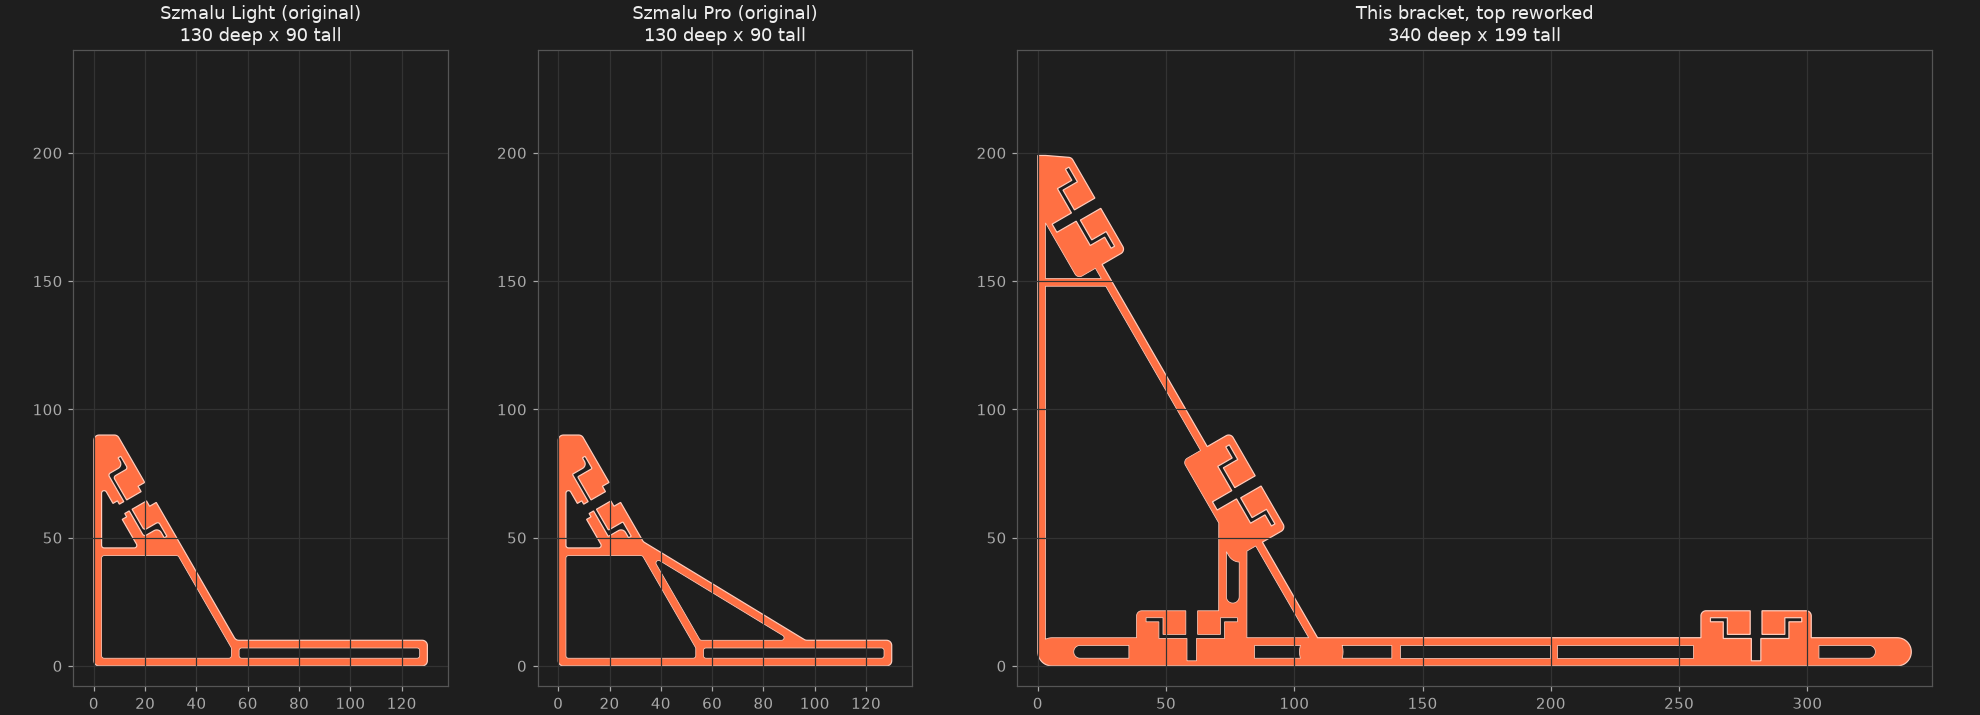 Szmalu Light (original)
130 deep x 90 tall
200
150
100
50
0
0 20 40 60 80 100 120
Szmalu Pro (original)
130 deep x 90 tall
200
150
100
50
0
0 20 40 60 80 100 120
This bracket, top reworked
340 deep x 199 tall
200
150
100
50
0
0 50 100 150 200 250 300